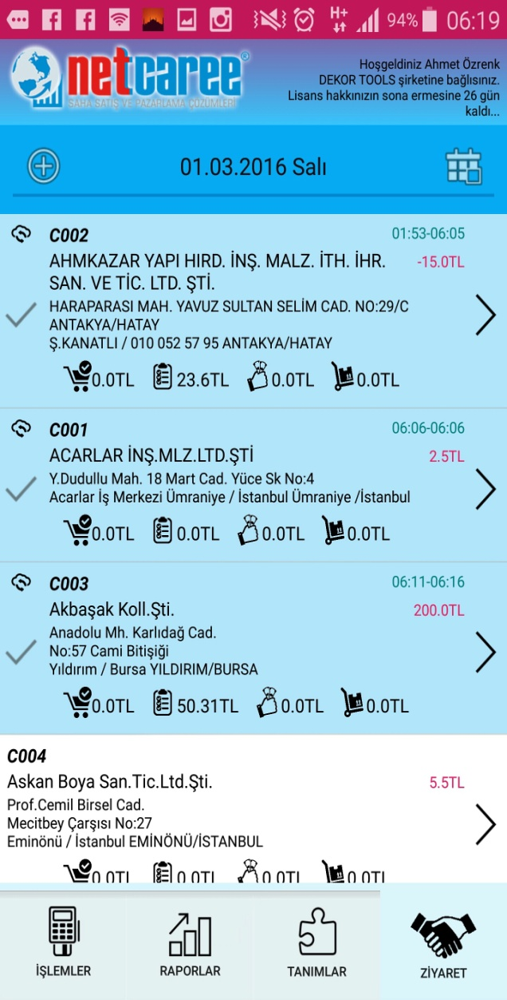 94% 06:19
netcaree®
SAHA SATIŞ VE PAZARLAMA ÇÖZÜMLERİ
Hoşgeldiniz Ahmet Özrenk
DEKOR TOOLS şirketine bağlısınız.
Lisans hakkınızın sona ermesine 26 gün
kaldı...
01.03.2016 Salı
C002 01:53-06:05
AHMKAZAR YAPI HIRD. İNŞ. MALZ. İTH. İHR. -15.0TL
SAN. VE TİC. LTD. ŞTİ.
HARAPARASI MAH. YAVUZ SULTAN SELİM CAD. NO:29/C
ANTAKYA/HATAY
Ş.KANATLI / 010 052 57 95 ANTAKYA/HATAY
0.0TL 23.6TL 0.0TL 0.0TL
C001 06:06-06:06
ACARLAR İNŞ.MLZ.LTD.ŞTİ 2.5TL
Y.Dudullu Mah. 18 Mart Cad. Yüce Sk No:4
Acarlar İş Merkezi Ümraniye / İstanbul Ümraniye /İstanbul
0.0TL 0.0TL 0.0TL 0.0TL
C003 06:11-06:16
Akbaşak Koll.Şti. 200.0TL
Anadolu Mh. Karlıdağ Cad.
No:57 Cami Bitişiği
Yıldırım / Bursa YILDIRIM/BURSA
0.0TL 50.31TL 0.0TL 0.0TL
C004
Askan Boya San.Tic.Ltd.Şti. 5.5TL
Prof.Cemil Birsel Cad.
Mecitbey Çarşısı No:27
Eminönü / İstanbul EMİNÖNÜ/İSTANBUL
0.0TL 0.0TL 0.0TL 0.0TL
İŞLEMLER RAPORLAR TANIMLAR ZİYARET